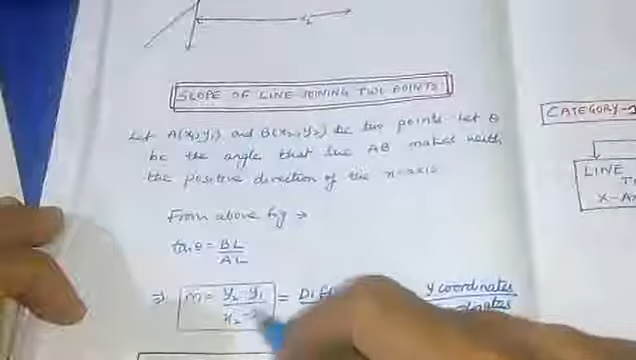 x₂
SLOPE OF LINE JOINING TWO POINTS:
Let A(x₁,y₁) and B(x₂,y₂) be two points. Let θ
be the angle that line AB makes with
the positive direction of the x-axis
From above fig →
tanθ = BL
AL
⇒ m = y₂-y₁ = y coordinates
x₂-
CATEGORY-
LINE
X-A